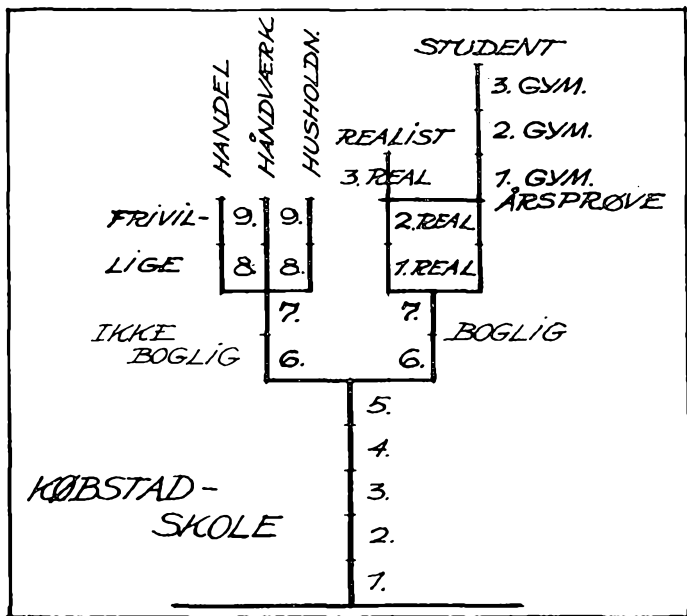 STUDENT
3. GYM.
HANDEL
HÅNDVÆRK
HUSHOLDN.
2. GYM.
REALIST
3. REAL
1. GYM.
ÅRSPRØVE
FRIVIL- 9. 9. 2. REAL
LIGE 8. 8. 1. REAL
7. 7.
IKKE
BOGLIG
BOGLIG
6. 6.
5.
4.
KØBSTAD-
SKOLE
3.
2.
1.